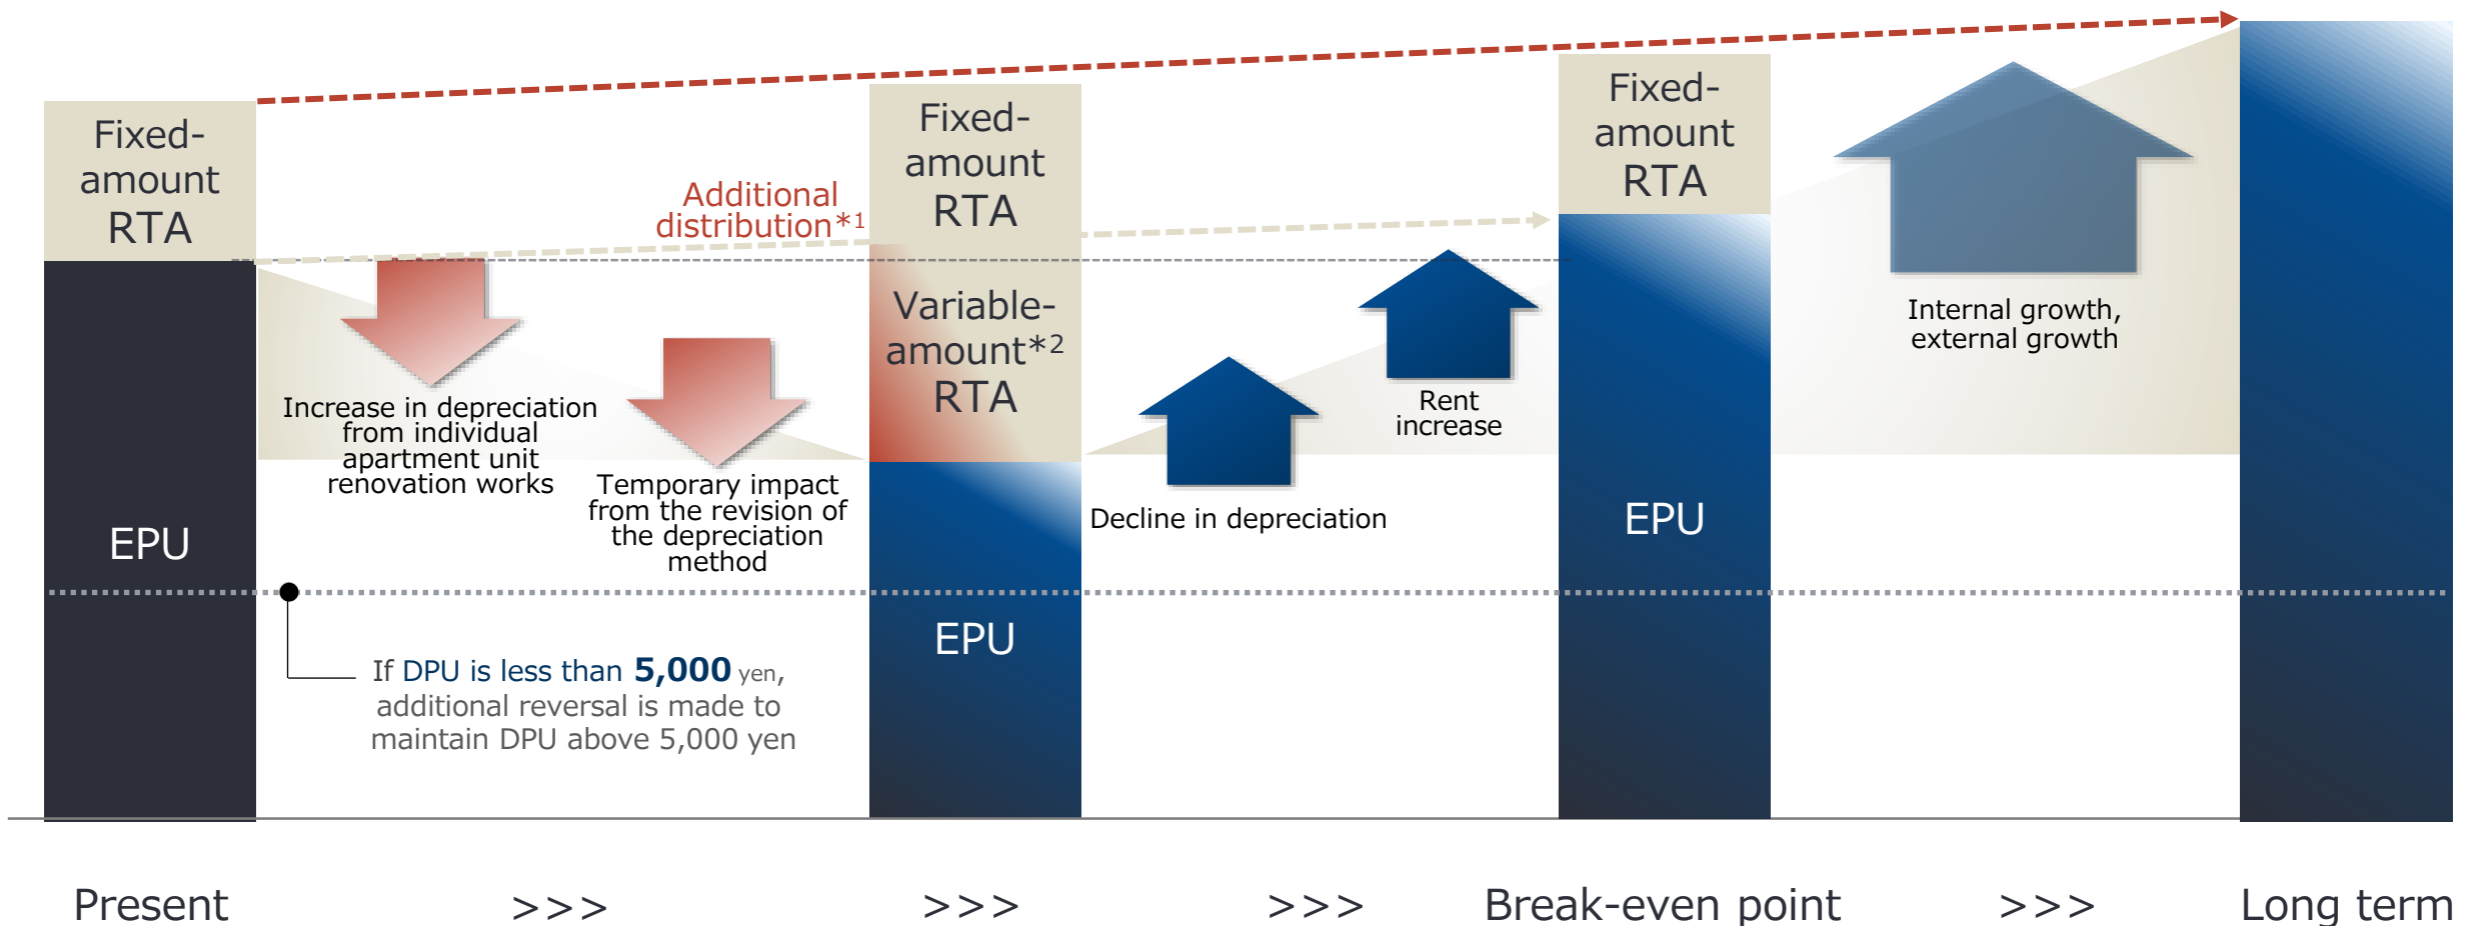 Fixed-
amount
RTA
EPU
Increase in depreciation
from individual
apartment unit
renovation works
Temporary impact
from the revision of
the depreciation
method
If DPU is less than 5,000 yen,
additional reversal is made to
maintain DPU above 5,000 yen
Additional
distribution*1
Fixed-
amount
RTA
Variable-
amount*2
RTA
EPU
Decline in depreciation
Rent
increase
Fixed-
amount
RTA
EPU
Internal growth,
external growth
Present >>> >>> >>> Break-even point >>> Long term